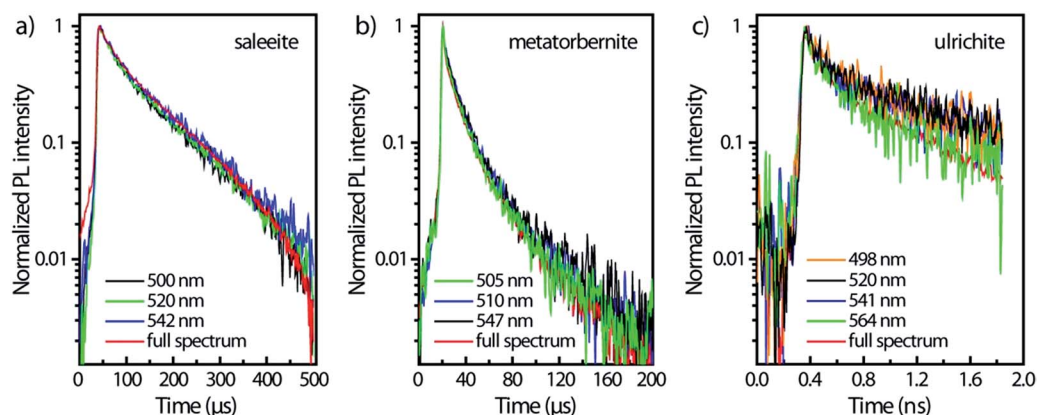 a)
saleeite
Normalized PL intensity
1
0.1
0.01
500 nm
520 nm
542 nm
full spectrum
0 100 200 300 400 500
Time (μs)
b)
metatorbernite
Normalized PL intensity
1
0.1
0.01
505 nm
510 nm
547 nm
full spectrum
0 40 80 120 160 200
Time (μs)
c)
ulrichite
Normalized PL intensity
1
0.1
0.01
498 nm
520 nm
541 nm
564 nm
full spectrum
0.0 0.4 0.8 1.2 1.6 2.0
Time (ns)